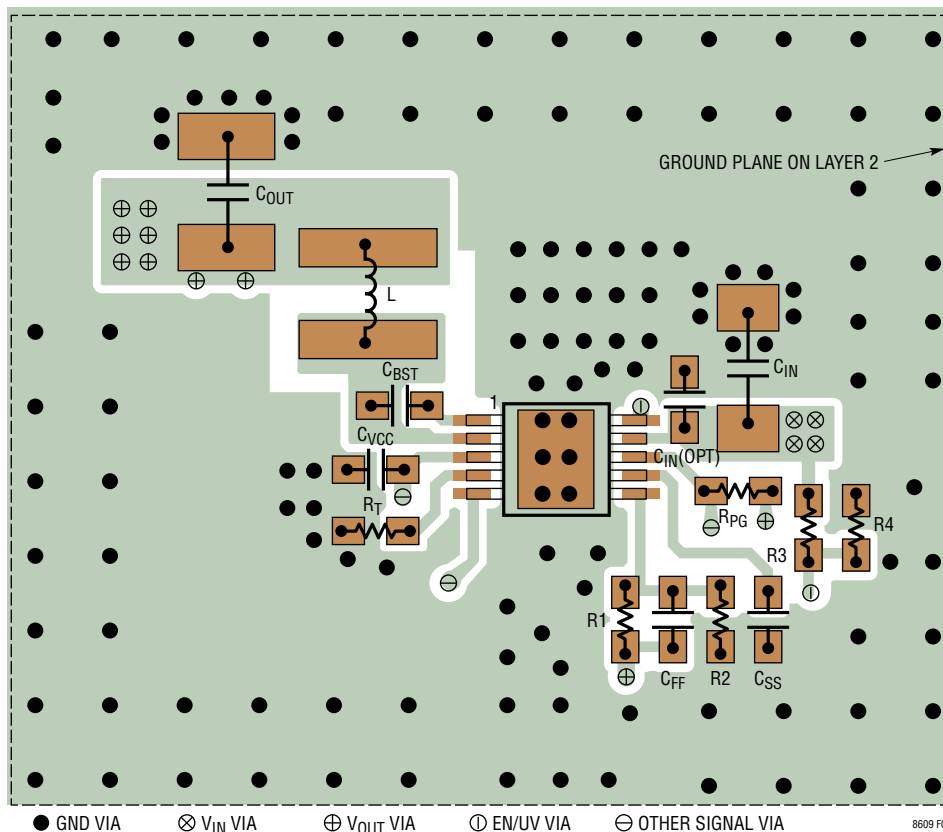 GROUND PLANE ON LAYER 2
COUT
L
CBST
CIN
1
CVCC
CIN(OPT)
RT
RPG
R4
R3
R1
CFF
R2
CSS
GND VIA
VIN VIA
VOUT VIA
EN/UV VIA
OTHER SIGNAL VIA